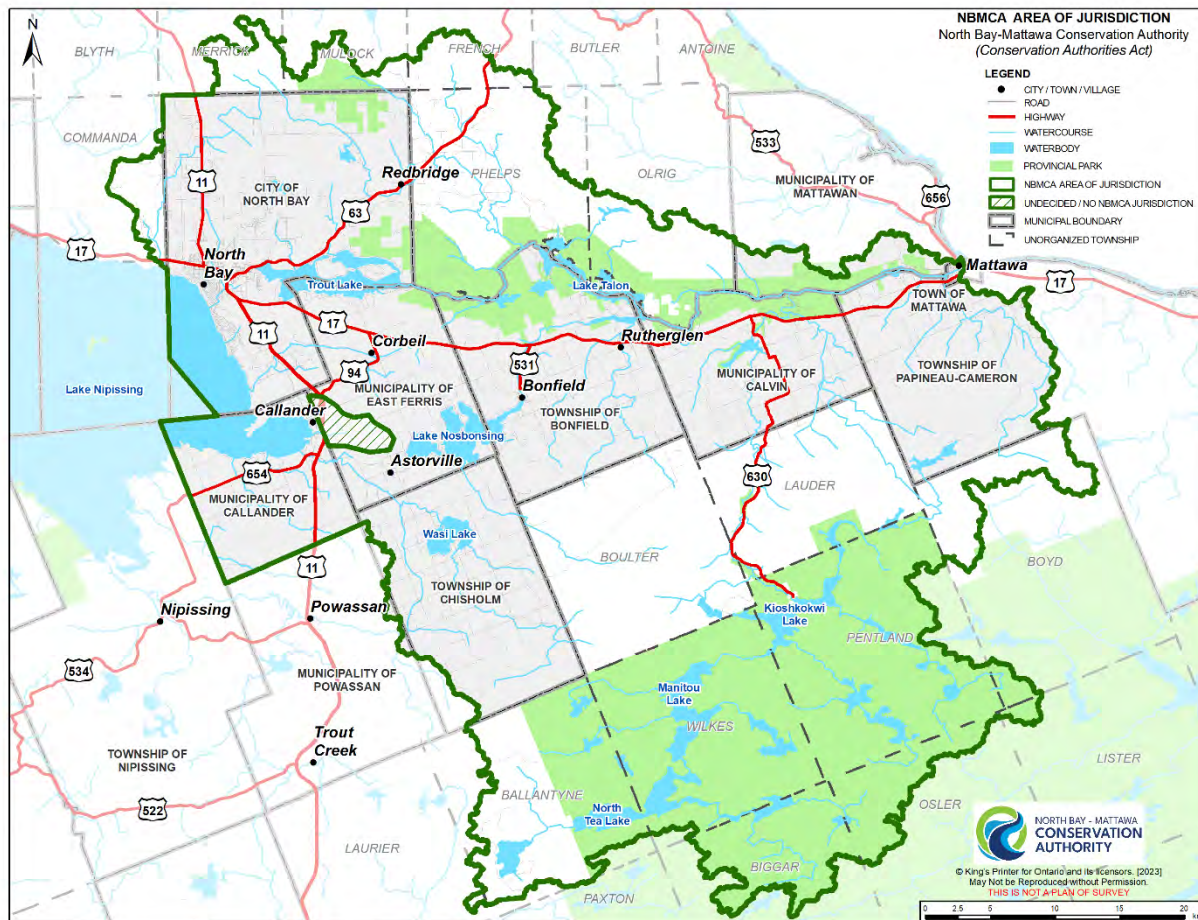 NBMCA AREA OF JURISDICTION
North Bay-Mattawa Conservation Authority
(Conservation Authorities Act)
LEGEND
CITY / TOWN / VILLAGE
ROAD
HIGHWAY
WATERCOURSE
WATERBODY
PROVINCIAL PARK
NBMCA AREA OF JURISDICTION
UNDECIDED / NO NBMCA JURISDICTION
MUNICIPAL BOUNDARY
UNORGANIZED TOWNSHIP
N
BLYTH
MERRICK
MULOCK
FRENCH
BUTLER
ANTOINE
COMMANDA
11
CITY OF
NORTH BAY
Redbridge
63
PHELPS
OLRIG
533
MUNICIPALITY OF
MATTAWAN
656
17
North
Bay
Trout Lake
Lake Talon
Mattawa
17
TOWN OF
MATTAWA
11
17
Corbeil
94
Rutherglen
531
Bonfield
MUNICIPALITY OF
EAST FERRIS
TOWNSHIP OF
BONFIELD
MUNICIPALITY OF
CALVIN
TOWNSHIP OF
PAPINEAU-CAMERON
Lake Nipissing
Callander
Lake Nosbonsing
Astorville
654
MUNICIPALITY OF
CALLANDER
630
LAUDER
Wasi Lake
BOULTER
BOYD
11
TOWNSHIP OF
CHISHOLM
Nipissing
Powassan
Kioshkokwi
Lake
PENTLAND
534
MUNICIPALITY OF
POWASSAN
Manitou
Lake
WILKES
Trout
Creek
TOWNSHIP OF
NIPISSING
LISTER
522
BALLANTYNE
North
Tea Lake
OSLER
LAURIER
BIGGAR
PAXTON
NORTH BAY - MATTAWA
CONSERVATION
AUTHORITY
© King's Printer for Ontario and its licensors. [2023]
May Not be Reproduced without Permission.
THIS IS NOT A PLAN OF SURVEY
0 2.5 5 10 15 20